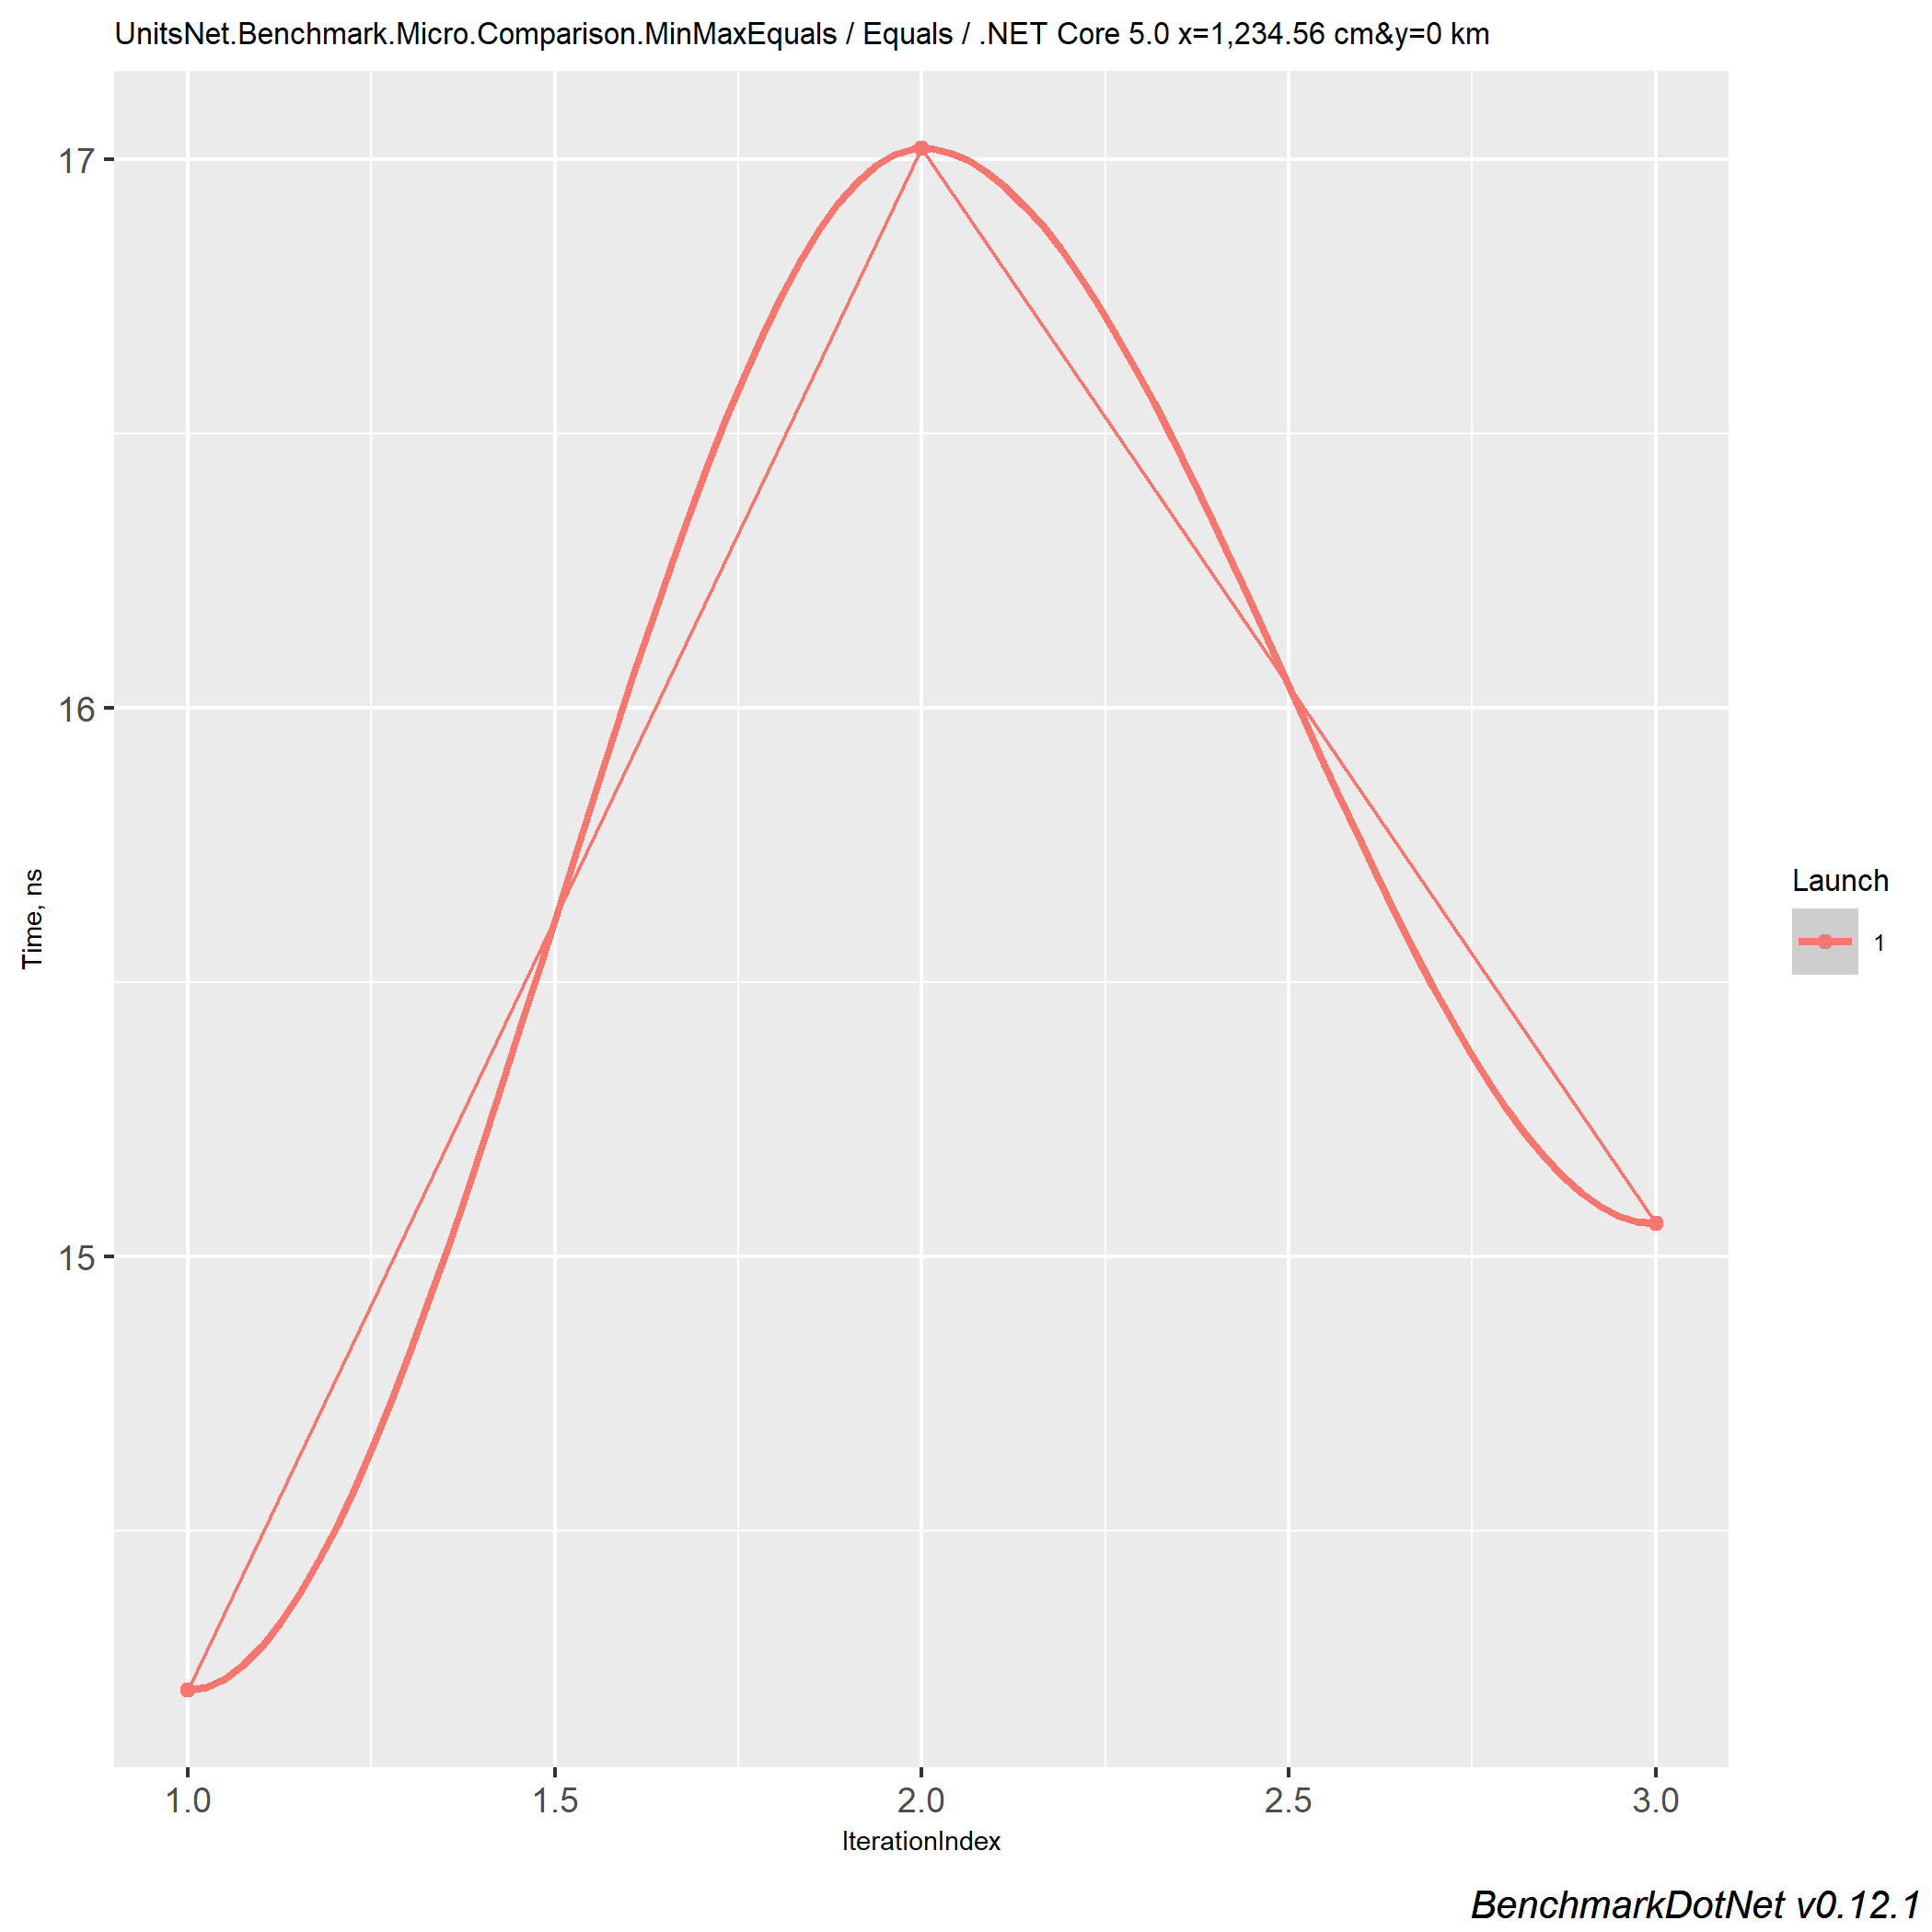 UnitsNet.Benchmark.Micro.Comparison.MinMaxEquals / Equals / .NET Core 5.0 x=1,234.56 cm&y=0 km
17
16
15
Time, ns
1.0 1.5 2.0 2.5 3.0
IterationIndex
Launch
1
BenchmarkDotNet v0.12.1